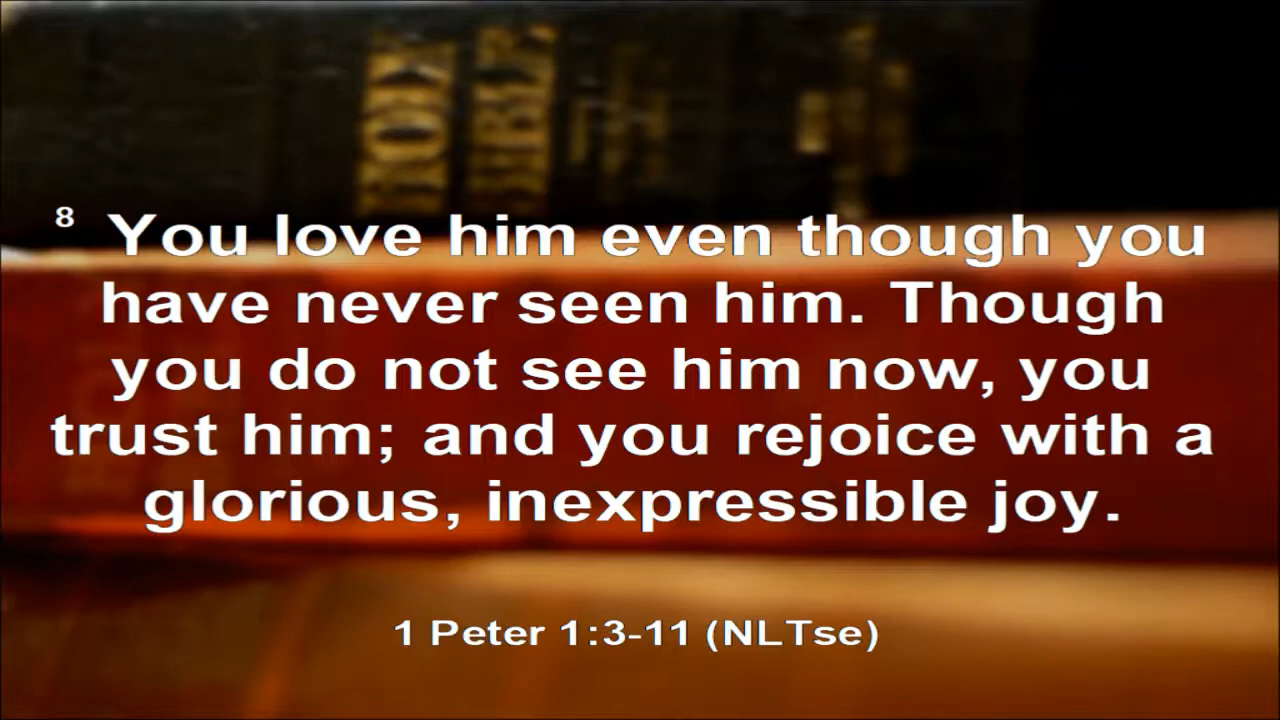 8 You love him even though you
have never seen him. Though
you do not see him now, you
trust him; and you rejoice with a
glorious, inexpressible joy.
1 Peter 1:3-11 (NLTse)